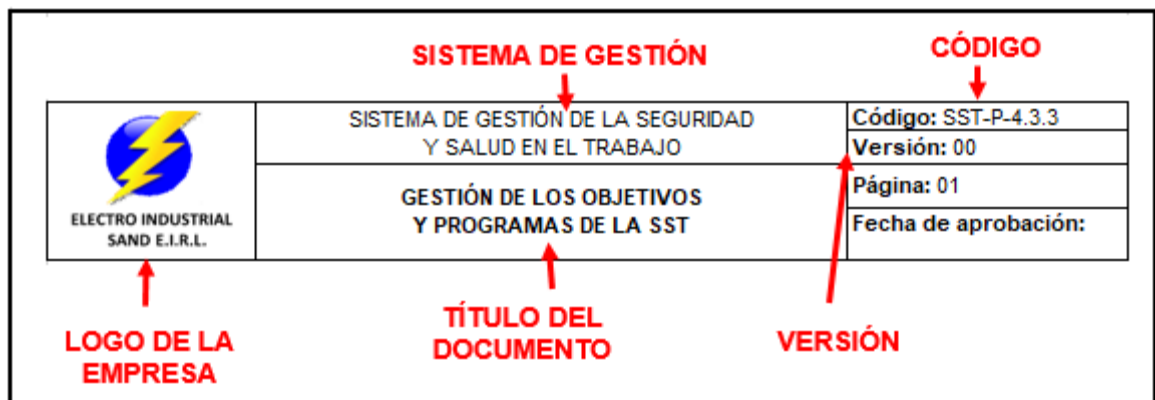 SISTEMA DE GESTIÓN
CÓDIGO
SISTEMA DE GESTIÓN DE LA SEGURIDAD
Y SALUD EN EL TRABAJO
Código: SST-P-4.3.3
Versión: 00
GESTIÓN DE LOS OBJETIVOS
Y PROGRAMAS DE LA SST
Página: 01
Fecha de aprobación:
ELECTRO INDUSTRIAL
SAND E.I.R.L.
LOGO DE LA
EMPRESA
TÍTULO DEL
DOCUMENTO
VERSIÓN